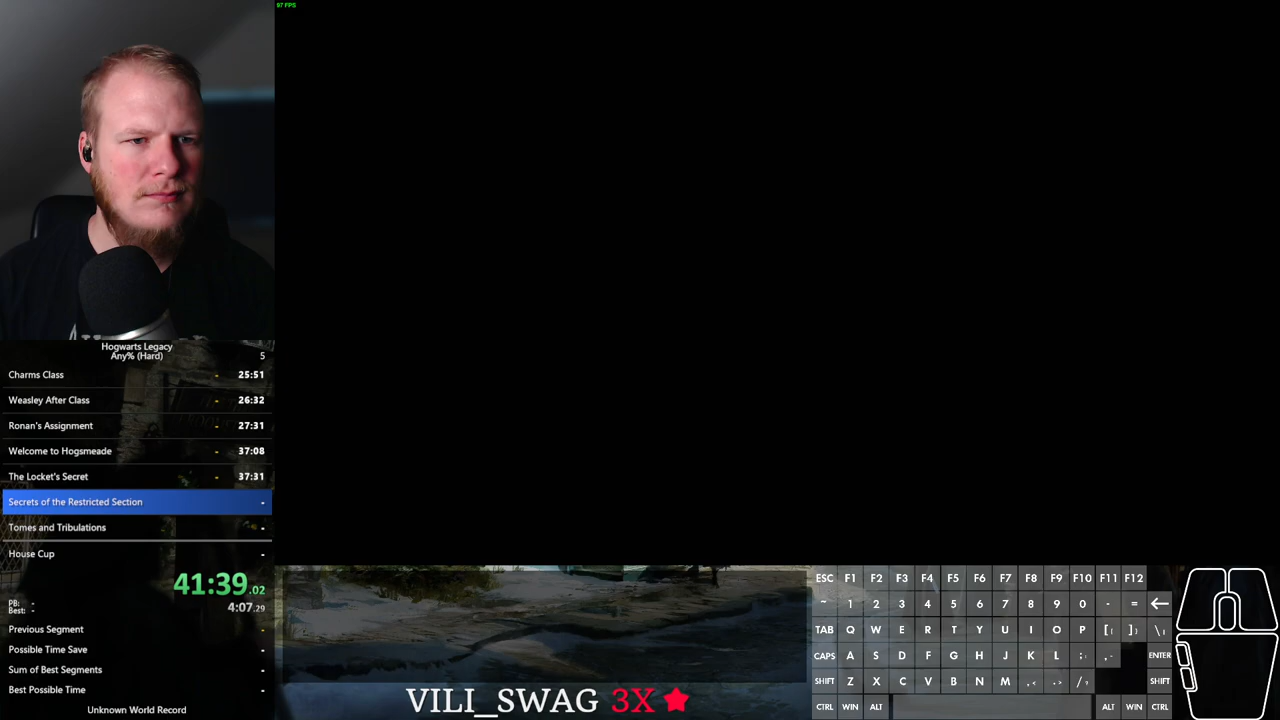 97 FPS
Hogwarts Legacy
Any% (Hard) 5
Charms Class - 25:51
Weasley After Class - 26:32
Ronan's Assignment - 27:31
Welcome to Hogsmeade - 37:08
The Locket's Secret - 37:31
Secrets of the Restricted Section -
Tomes and Tribulations -
House Cup -
41:39.02
PB: -
Best: -
4:07.29
Previous Segment -
Possible Time Save -
Sum of Best Segments -
Best Possible Time -
Unknown World Record
VILI_SWAG 3X
ESC F1 F2 F3 F4 F5 F6 F7 F8 F9 F10 F11 F12
~ 1 2 3 4 5 6 7 8 9 0 - =
TAB Q W E R T Y U I O P [{ ]} \|
CAPS A S D F G H J K L ;: ENTER
SHIFT Z X C V B N M ,< .> /? SHIFT
CTRL WIN ALT ALT WIN CTRL